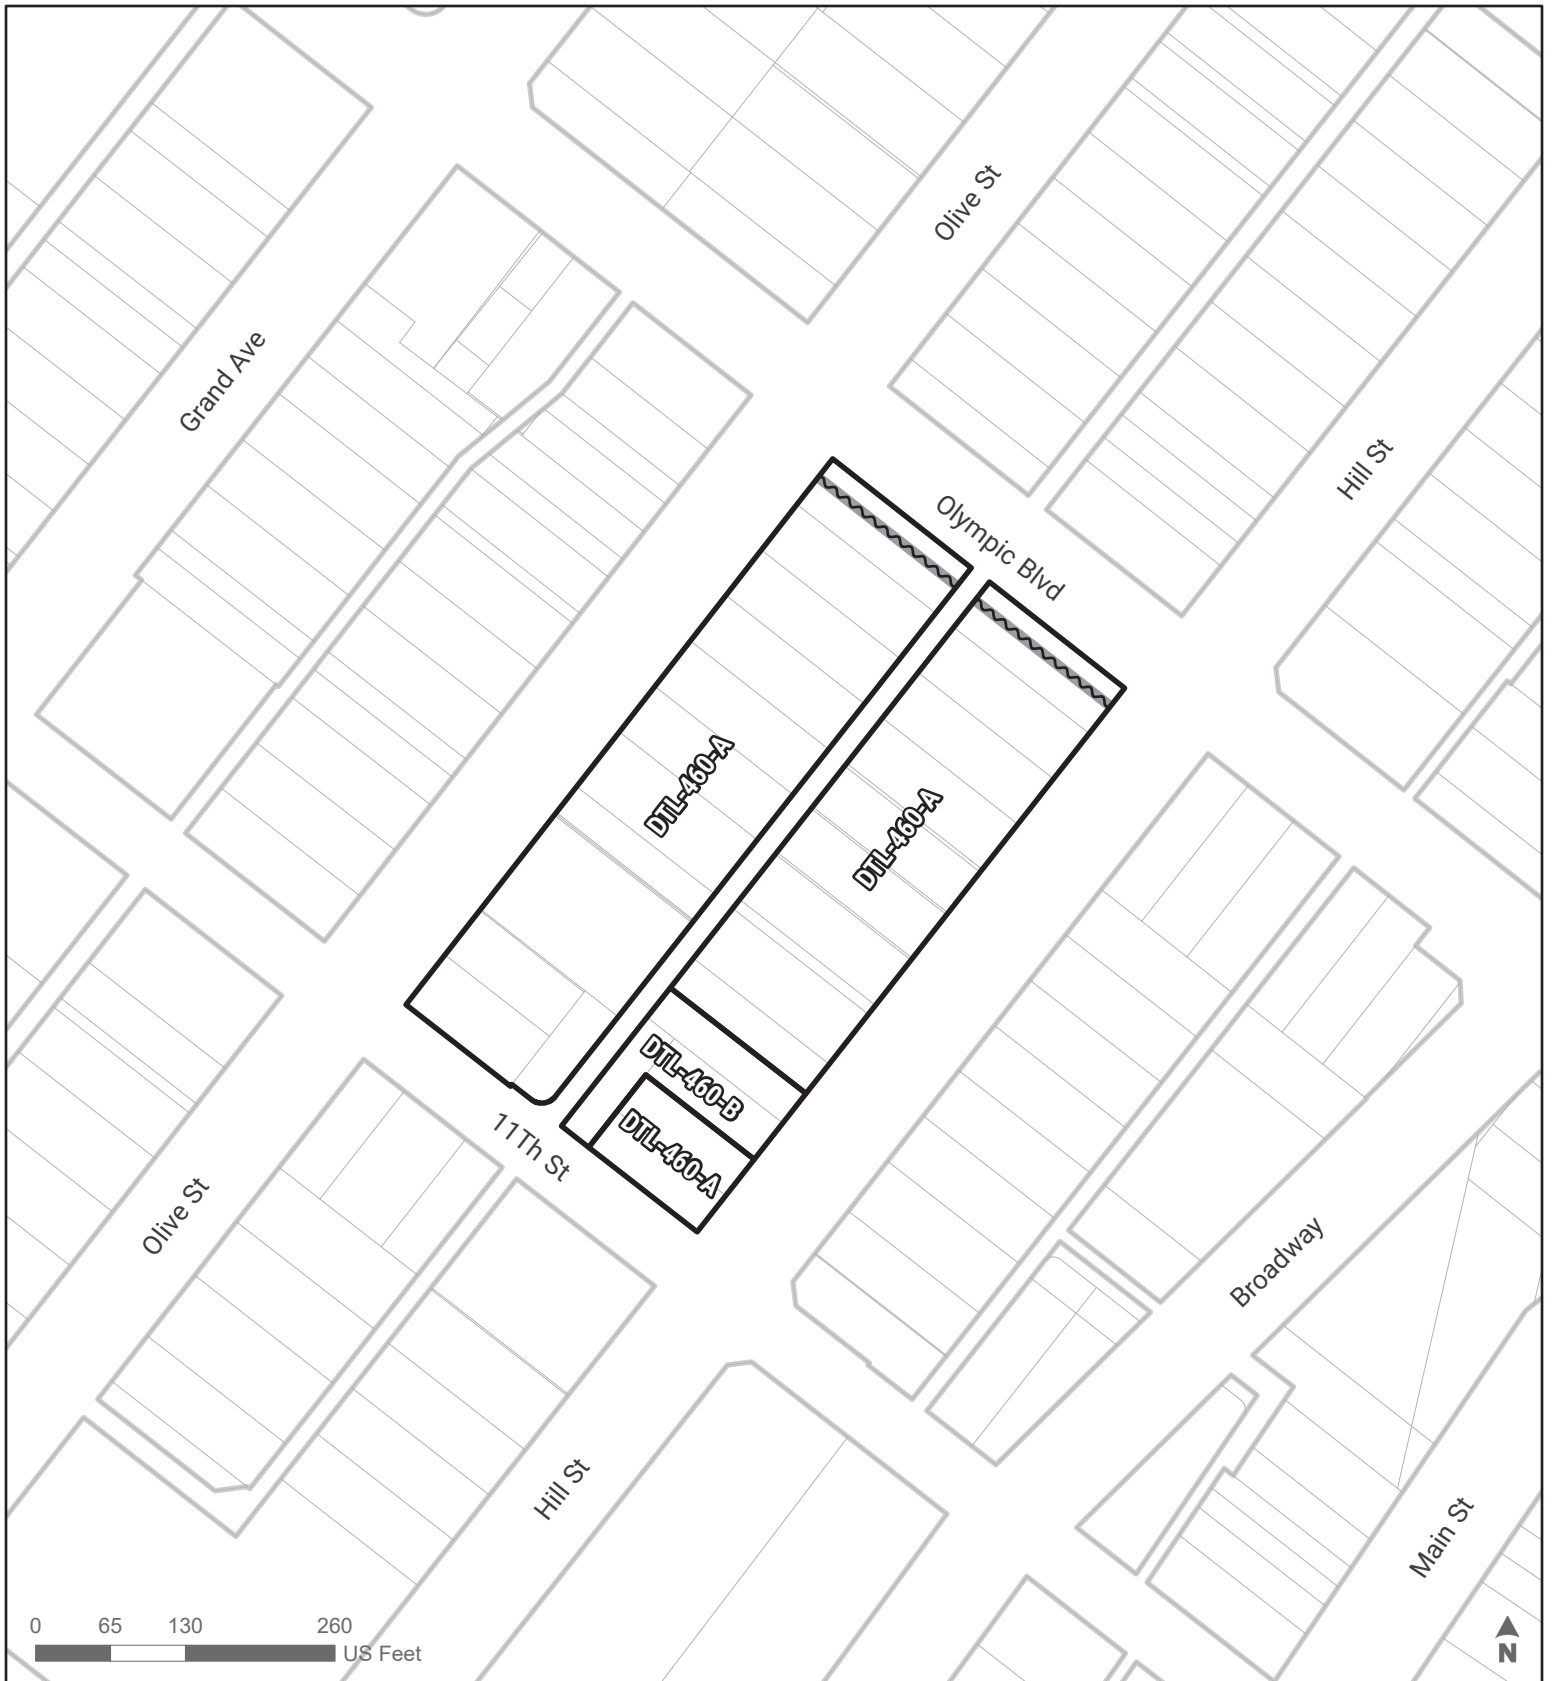 Olive St
Grand Ave
Hill St
Olympic Blvd
DTL-460-A
DTL-460-A
DTL-460-B
DTL-460-A
11Th St
Olive St
Broadway
Hill St
Main St
0 65 130 260
US Feet
N